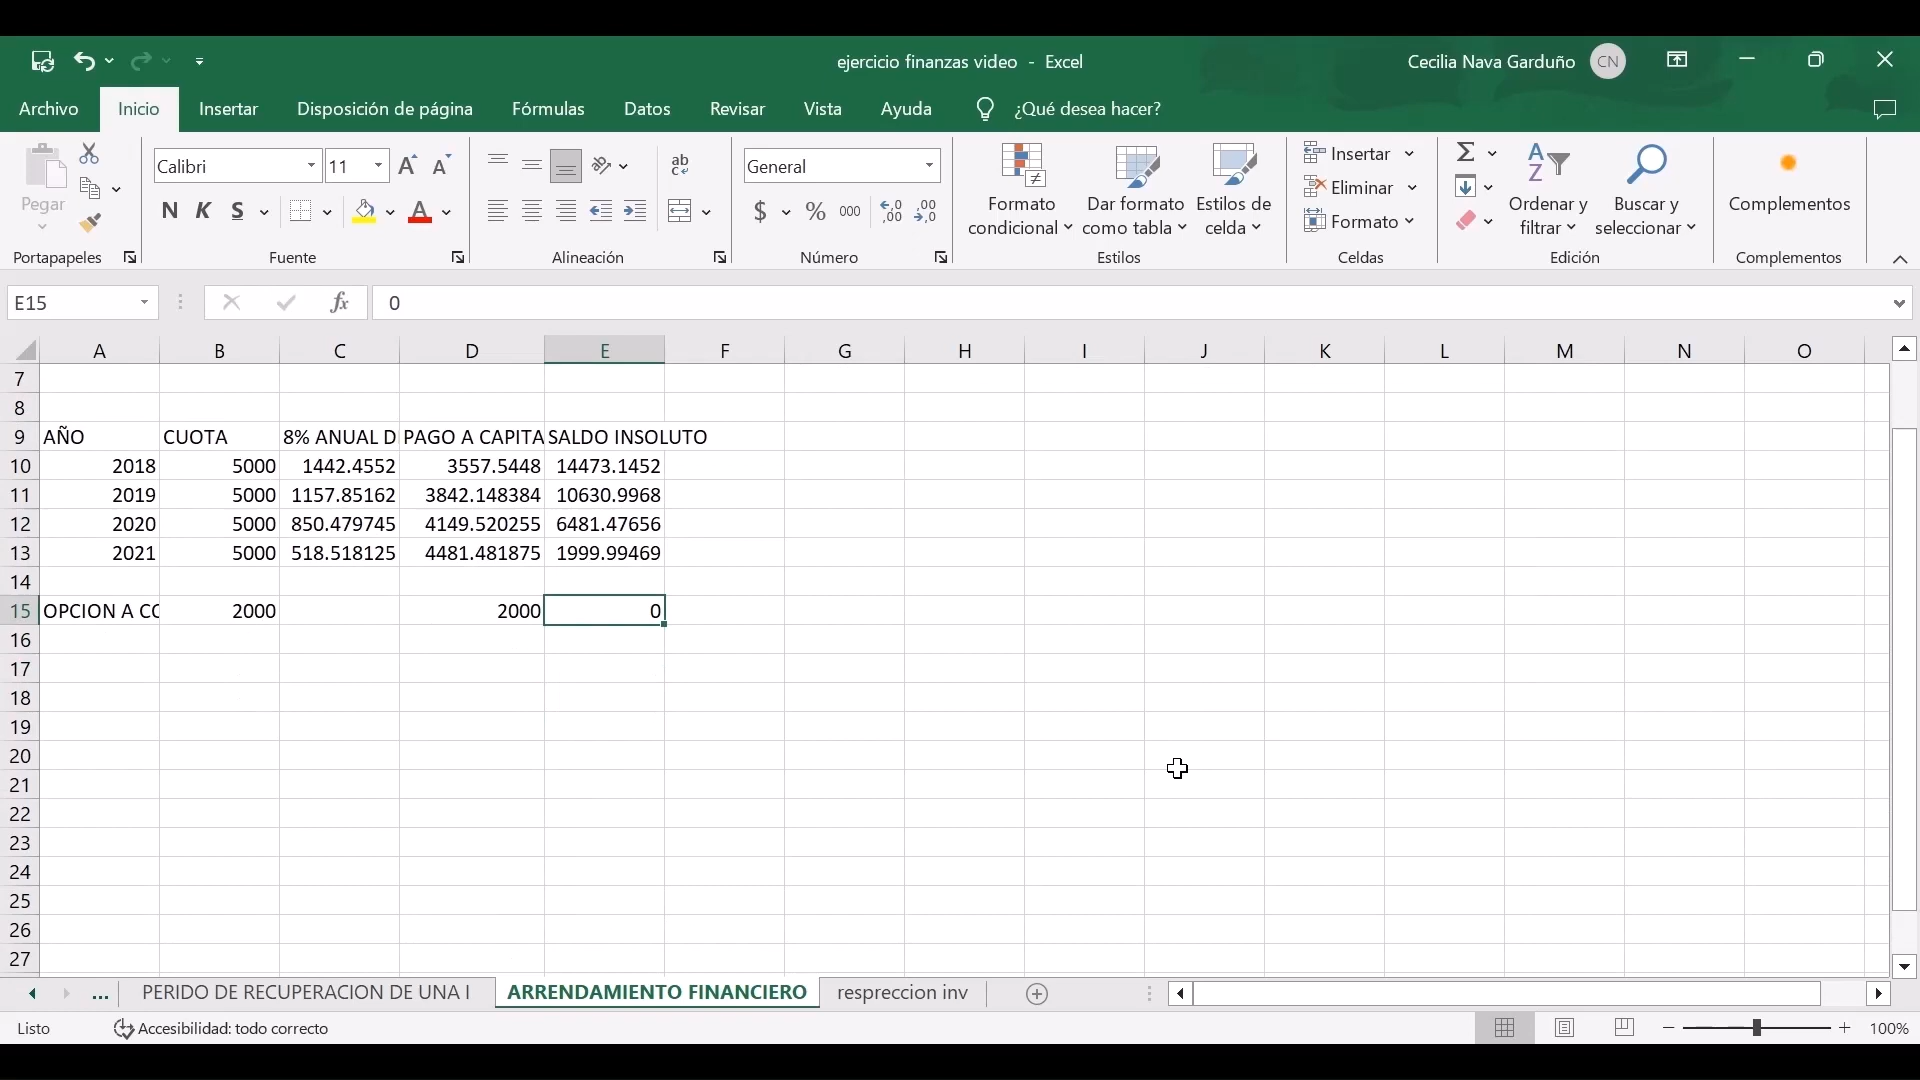 ejercicio finanzas video - Excel
Cecilia Nava Garduño CN
Archivo Inicio Insertar Disposición de página Fórmulas Datos Revisar Vista Ayuda ¿Qué desea hacer?
Pegar
Calibri 11
N K S
ab
General
$ % 000
Formato condicional
Dar formato como tabla
Estilos de celda
Insertar
Eliminar
Formato
Ordenar y filtrar
Buscar y seleccionar
Complementos
Portapapeles Fuente Alineación Número Estilos Celdas Edición Complementos
E15 fx 0
A B C D E F G H I J K L M N O
7
8
9 AÑO CUOTA 8% ANUAL D PAGO A CAPITA SALDO INSOLUTO
10 2018 5000 1442.4552 3557.5448 14473.1452
11 2019 5000 1157.85162 3842.148384 10630.9968
12 2020 5000 850.479745 4149.520255 6481.47656
13 2021 5000 518.518125 4481.481875 1999.99469
14
15 OPCION A CO 2000 2000 0
16
17
18
19
20
21
22
23
24
25
26
27
... PERIDO DE RECUPERACION DE UNA I ARRENDAMIENTO FINANCIERO respreccion inv
Listo Accesibilidad: todo correcto 100%